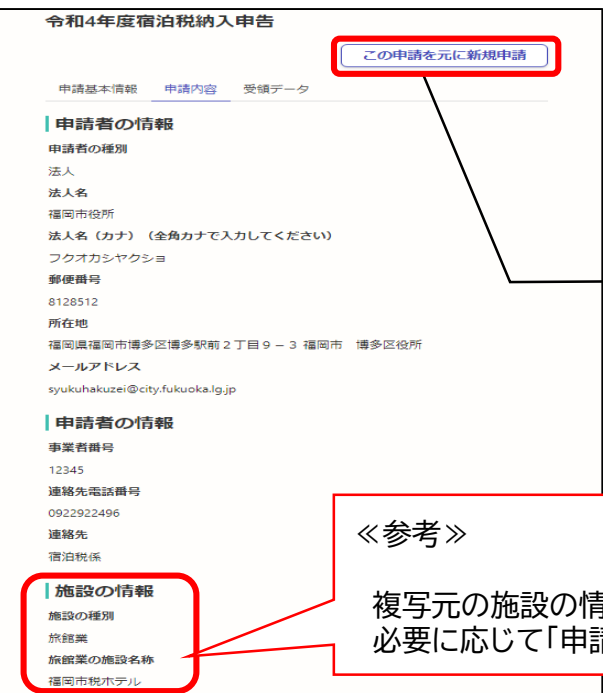 令和4年度宿泊税納入申告
この申請を元に新規申請
申請基本情報 申請内容 受領データ
申請者の情報
申請者の種別
法人
法人名
福岡市役所
法人名（カナ）（全角カナで入力してください）
フクオカシヤクショ
郵便番号
8128512
所在地
福岡県福岡市博多区博多駅前２丁目９－３ 福岡市　博多区役所
メールアドレス
syukuhakuzei@city.fukuoka.lg.jp
申請者の情報
事業者番号
12345
連絡先電話番号
0922922496
連絡先
宿泊税係
施設の情報
施設の種別
旅館業
旅館業の施設名称
福岡市税ホテル
≪参考≫
複写元の施設の情
必要に応じて「申請